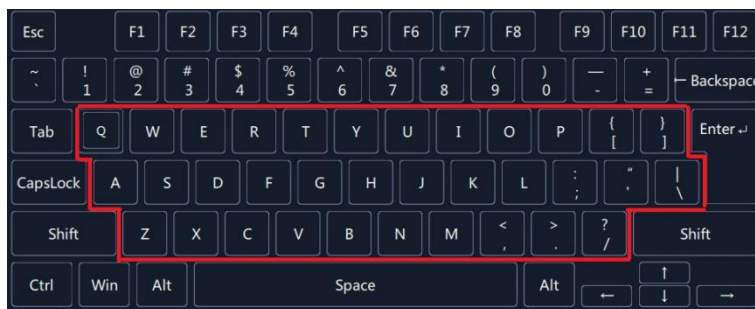 Esc F1 F2 F3 F4 F5 F6 F7 F8 F9 F10 F11 F12
~ ! @ # $ % ^ & * ( ) — +
` 1 2 3 4 5 6 7 8 9 0 - = ← Backspace
Tab Q W E R T Y U I O P { [ } ] Enter ↵
CapsLock A S D F G H J K L : ; " ' | \
Shift Z X C V B N M < , > . ? / Shift
Ctrl Win Alt Space Alt ← ↑ ↓ →